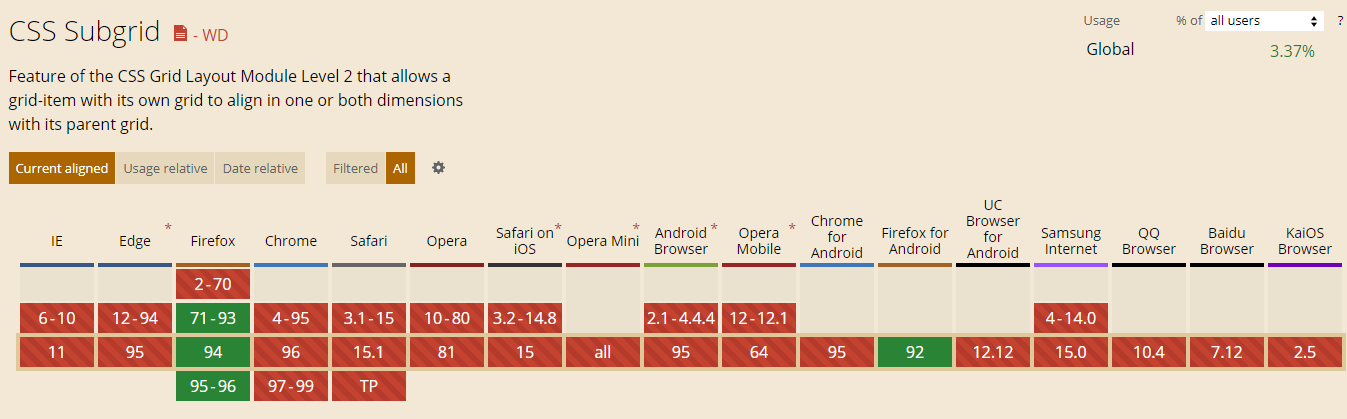 CSS Subgrid - WD
Usage % of all users ?
Global 3.37%
Feature of the CSS Grid Layout Module Level 2 that allows a
grid-item with its own grid to align in one or both dimensions
with its parent grid.
Current aligned Usage relative Date relative Filtered All
IE Edge * Firefox Chrome Safari Opera Safari on iOS * Opera Mini * Android Browser * Opera Mobile * Chrome for Android Firefox for Android UC Browser for Android Samsung Internet QQ Browser Baidu Browser KaiOS Browser
2-70
6-10 12-94 71-93 4-95 3.1-15 10-80 3.2-14.8 2.1-4.4.4 12-12.1 4-14.0
11 95 94 96 15.1 81 15 all 95 64 95 92 12.12 15.0 10.4 7.12 2.5
95-96 97-99 TP